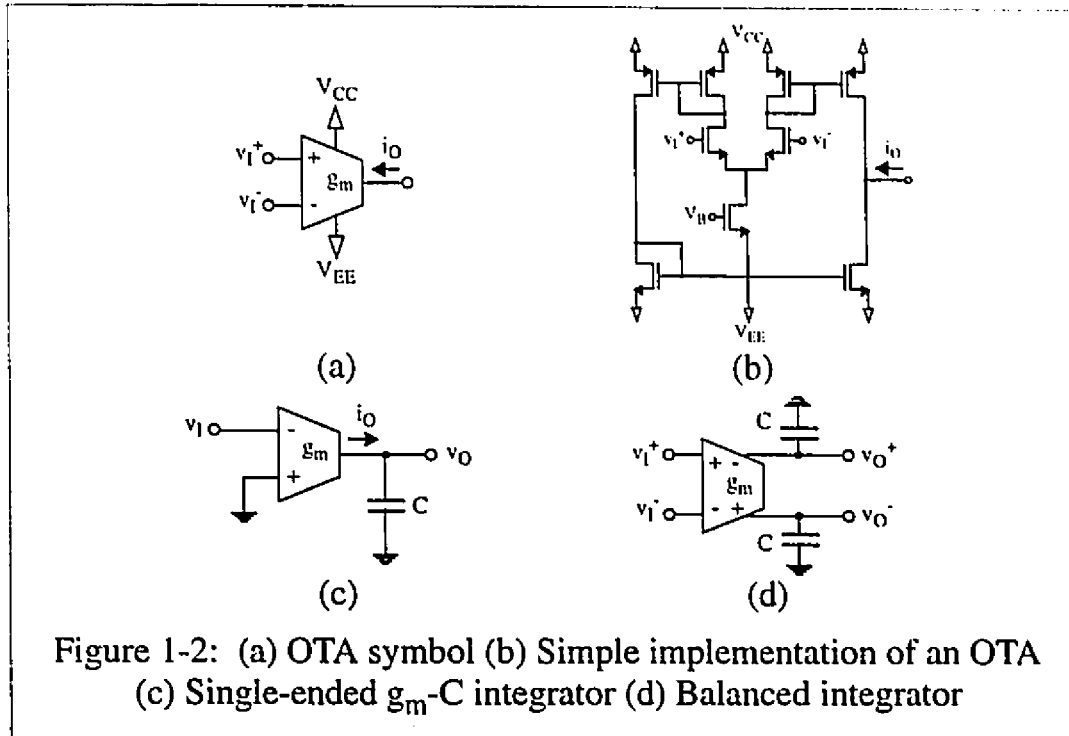 V_CC
v_I^+
+
g_m
i_O
v_I^-
-
V_EE
(a)
V_CC
v_I^+
v_I^-
i_O
V_B
V_EE
(b)
v_I
-
g_m
+
i_O
v_O
C
(c)
C
v_I^+
+ -
g_m
v_O^+
v_I^-
- +
v_O^-
C
(d)
Figure 1-2: (a) OTA symbol (b) Simple implementation of an OTA
(c) Single-ended g_m-C integrator (d) Balanced integrator